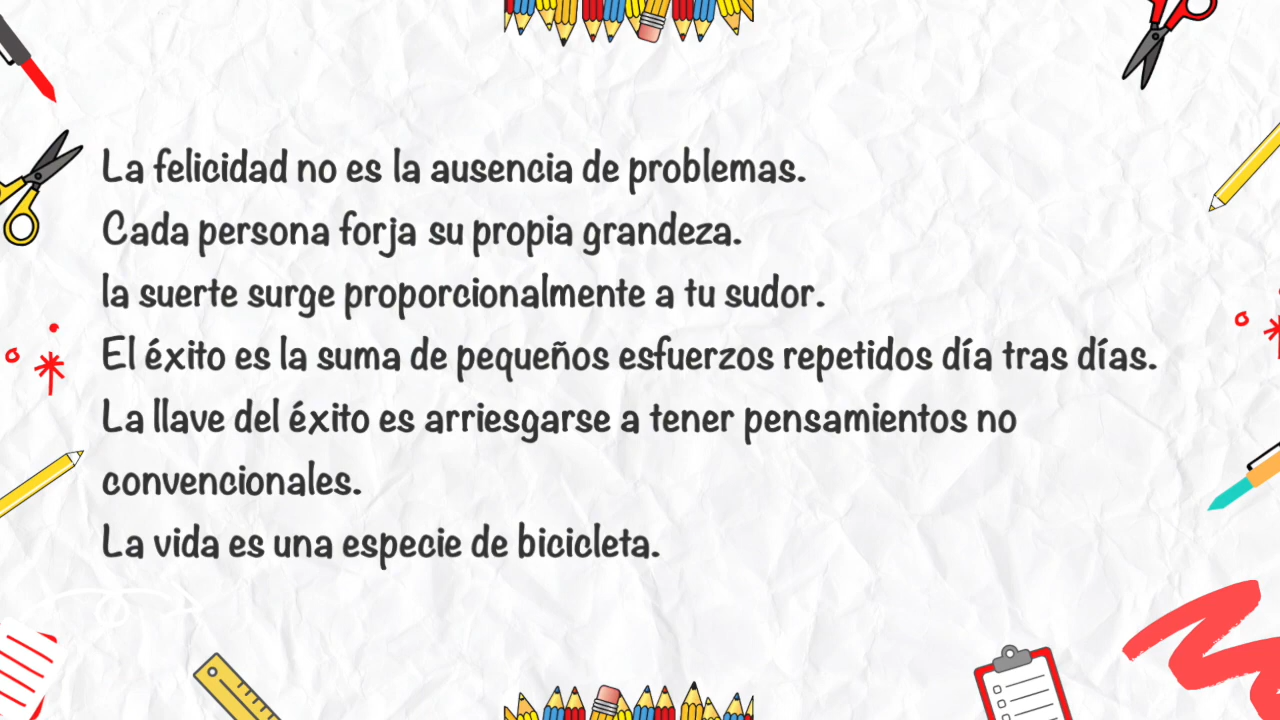 La felicidad no es la ausencia de problemas.
Cada persona forja su propia grandeza.
la suerte surge proporcionalmente a tu sudor.
El éxito es la suma de pequeños esfuerzos repetidos día tras días.
La llave del éxito es arriesgarse a tener pensamientos no
convencionales.
La vida es una especie de bicicleta.